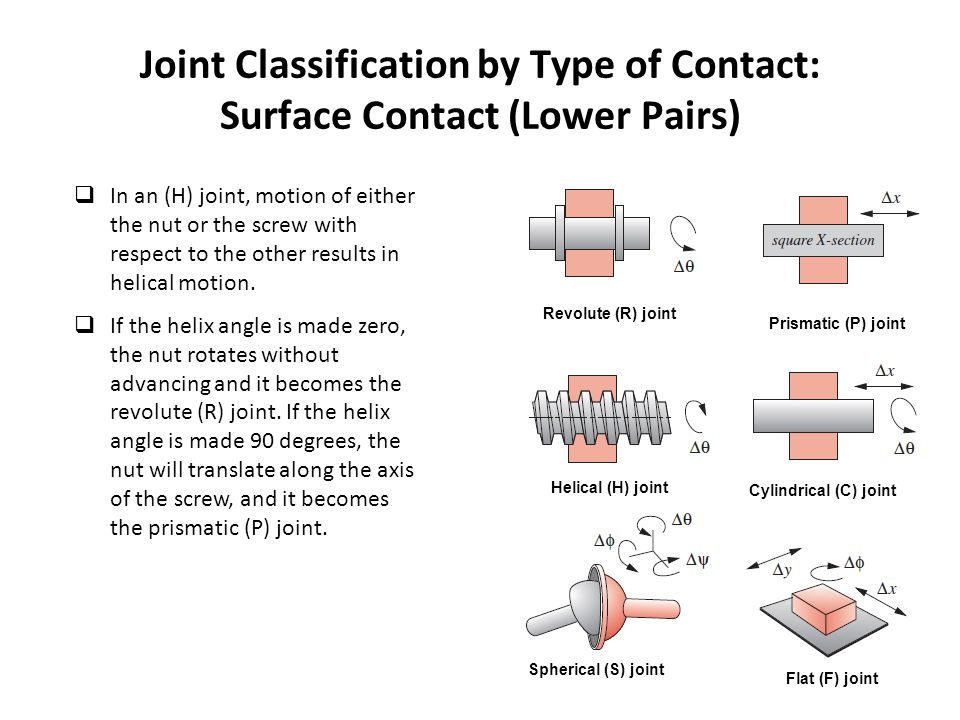 Joint Classification by Type of Contact:
Surface Contact (Lower Pairs)
❑ In an (H) joint, motion of either
the nut or the screw with
respect to the other results in
helical motion.
❑ If the helix angle is made zero,
the nut rotates without
advancing and it becomes the
revolute (R) joint. If the helix
angle is made 90 degrees, the
nut will translate along the axis
of the screw, and it becomes
the prismatic (P) joint.
Δθ
Revolute (R) joint
Δx
square X-section
Prismatic (P) joint
Δθ
Helical (H) joint
Δx
Δθ
Cylindrical (C) joint
Δθ
Δϕ
Δψ
Spherical (S) joint
Δy
Δϕ
Δx
Flat (F) joint